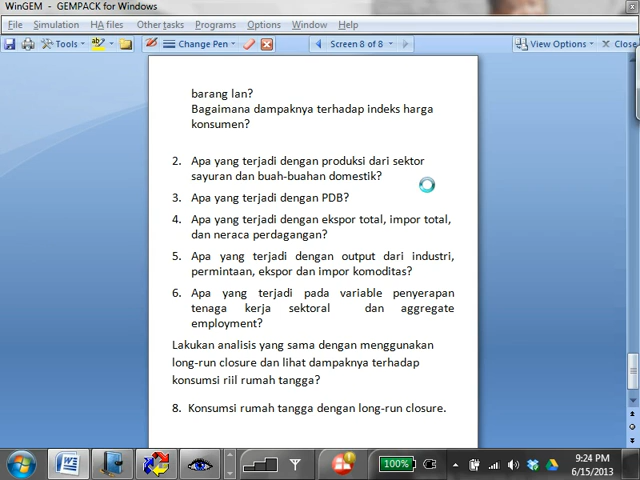 WinGEM - GEMPACK for Windows
File Simulation HA files Other tasks Programs Options Window Help
Tools ab Change Pen Screen 8 of 8 View Options Close
barang lan?
Bagaimana dampaknya terhadap indeks harga
konsumen?
2. Apa yang terjadi dengan produksi dari sektor
sayuran dan buah-buahan domestik?
3. Apa yang terjadi dengan PDB?
4. Apa yang terjadi dengan ekspor total, impor total,
dan neraca perdagangan?
5. Apa yang terjadi dengan output dari industri,
permintaan, ekspor dan impor komoditas?
6. Apa yang terjadi pada variable penyerapan
tenaga kerja sektoral dan aggregate
employment?
Lakukan analisis yang sama dengan menggunakan
long-run closure dan lihat dampaknya terhadap
konsumsi riil rumah tangga?
8. Konsumsi rumah tangga dengan long-run closure.
100%
9:24 PM
6/15/2013